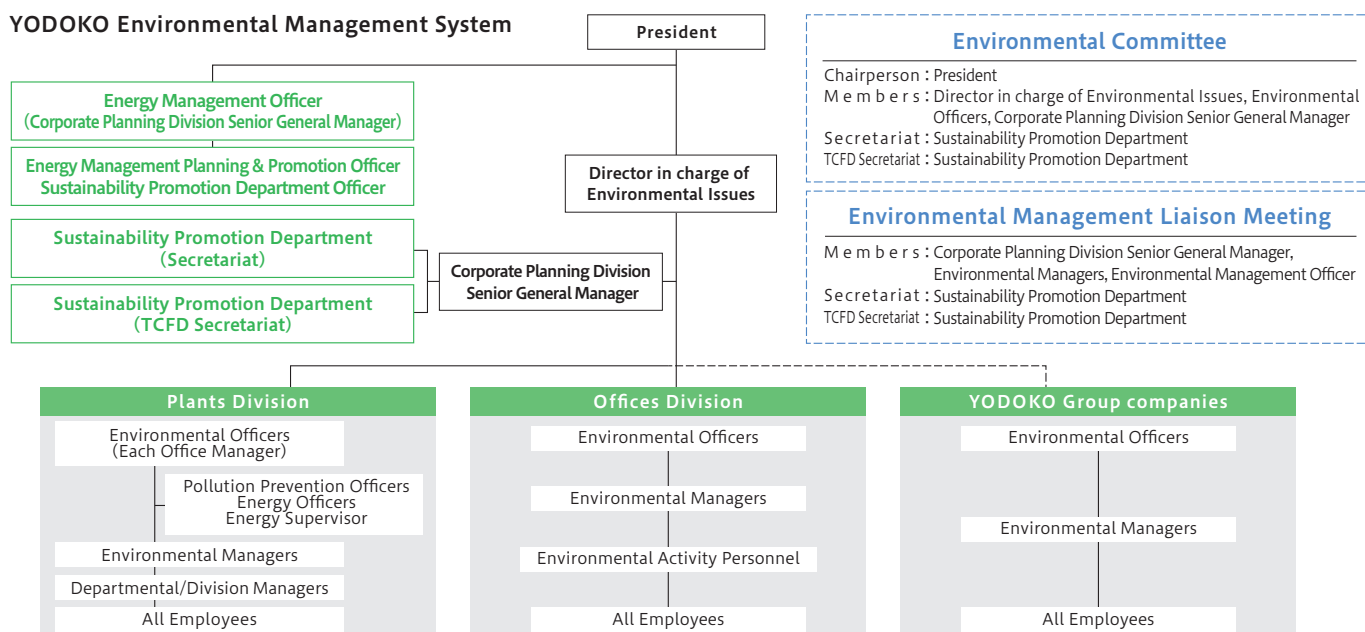 YODOKO Environmental Management System
President
Energy Management Officer
(Corporate Planning Division Senior General Manager)
Energy Management Planning & Promotion Officer
Sustainability Promotion Department Officer
Director in charge of
Environmental Issues
Sustainability Promotion Department
(Secretariat)
Corporate Planning Division
Senior General Manager
Sustainability Promotion Department
(TCFD Secretariat)
Environmental Committee
Chairperson : President
Members : Director in charge of Environmental Issues, Environmental
Officers, Corporate Planning Division Senior General Manager
Secretariat : Sustainability Promotion Department
TCFD Secretariat : Sustainability Promotion Department
Environmental Management Liaison Meeting
Members : Corporate Planning Division Senior General Manager,
Environmental Managers, Environmental Management Officer
Secretariat : Sustainability Promotion Department
TCFD Secretariat : Sustainability Promotion Department
Plants Division
Environmental Officers
(Each Office Manager)
Pollution Prevention Officers
Energy Officers
Energy Supervisor
Environmental Managers
Departmental/Division Managers
All Employees
Offices Division
Environmental Officers
Environmental Managers
Environmental Activity Personnel
All Employees
YODOKO Group companies
Environmental Officers
Environmental Managers
All Employees